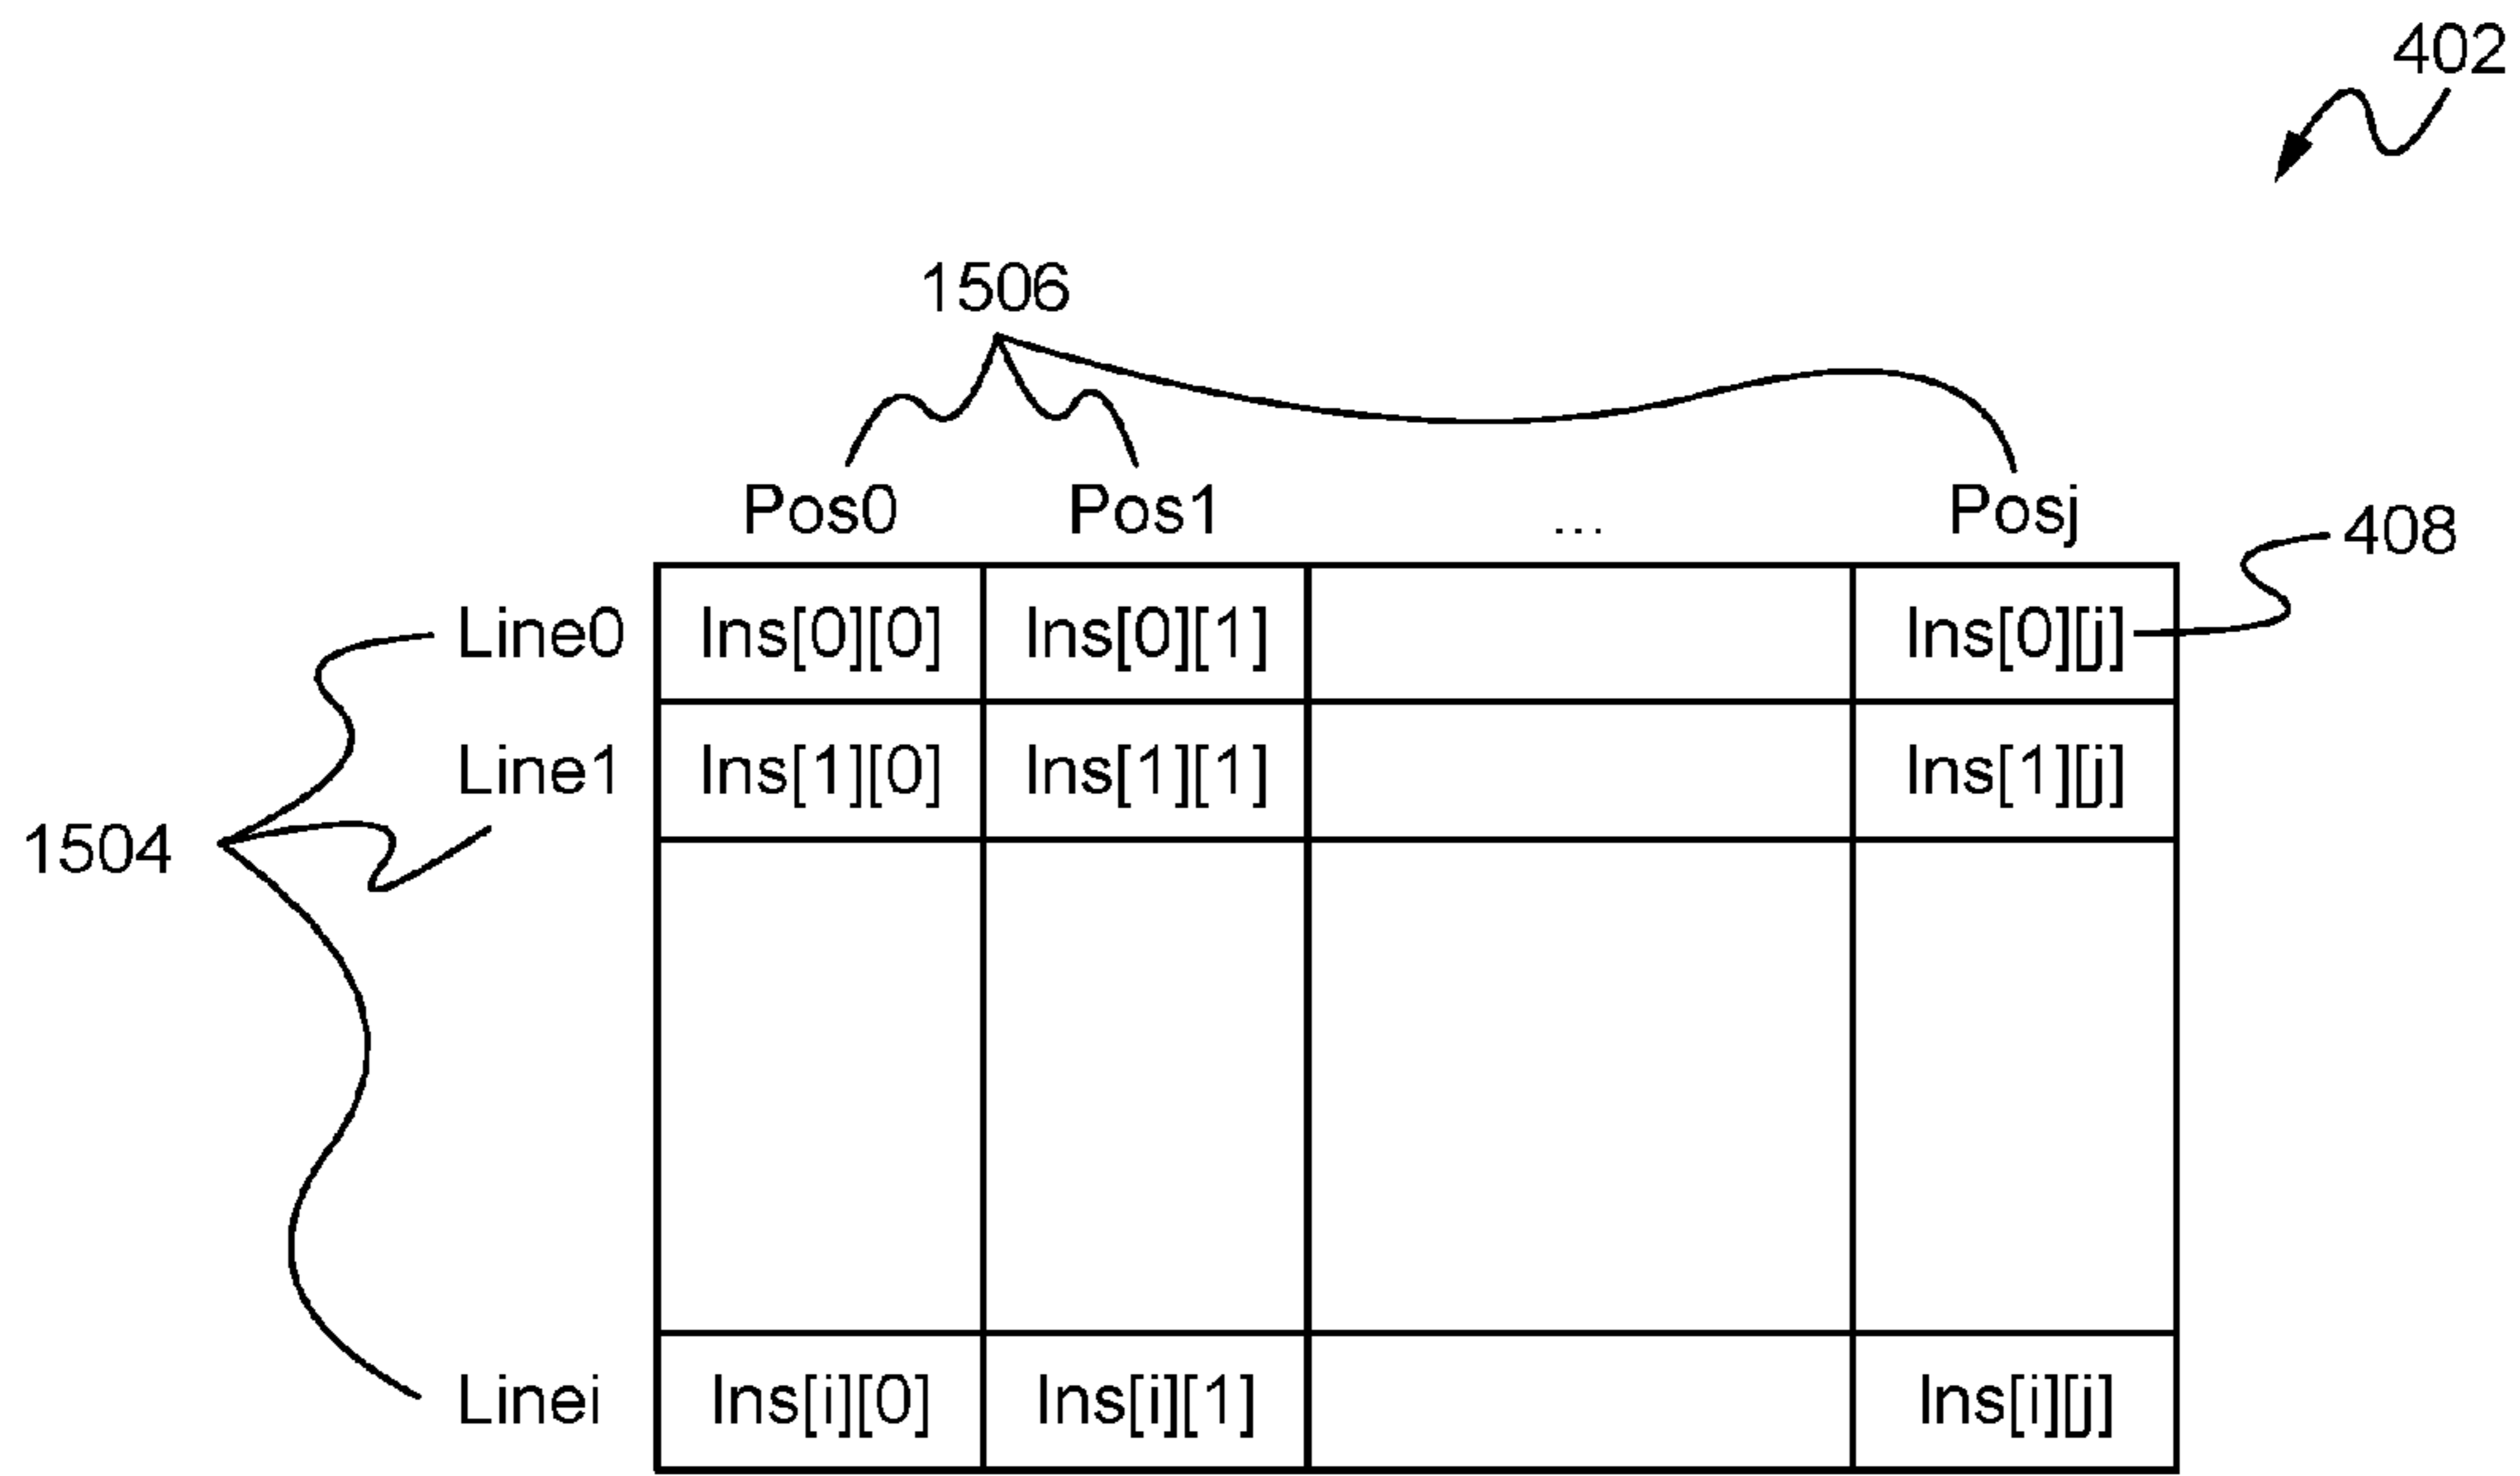 402
1506
Pos0 Pos1 ... Posj
408
Line0 Ins[0][0] Ins[0][1] Ins[0][j]
Line1 Ins[1][0] Ins[1][1] Ins[1][j]
1504
Linei Ins[i][0] Ins[i][1] Ins[i][j]